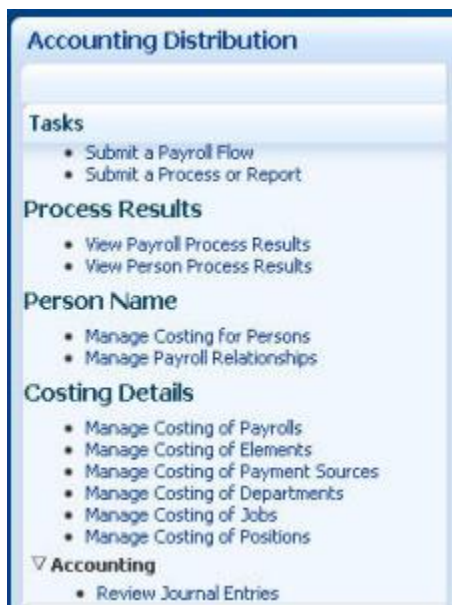 Accounting Distribution
Tasks
Submit a Payroll Flow
Submit a Process or Report
Process Results
View Payroll Process Results
View Person Process Results
Person Name
Manage Costing for Persons
Manage Payroll Relationships
Costing Details
Manage Costing of Payrolls
Manage Costing of Elements
Manage Costing of Payment Sources
Manage Costing of Departments
Manage Costing of Jobs
Manage Costing of Positions
Accounting
Review Journal Entries